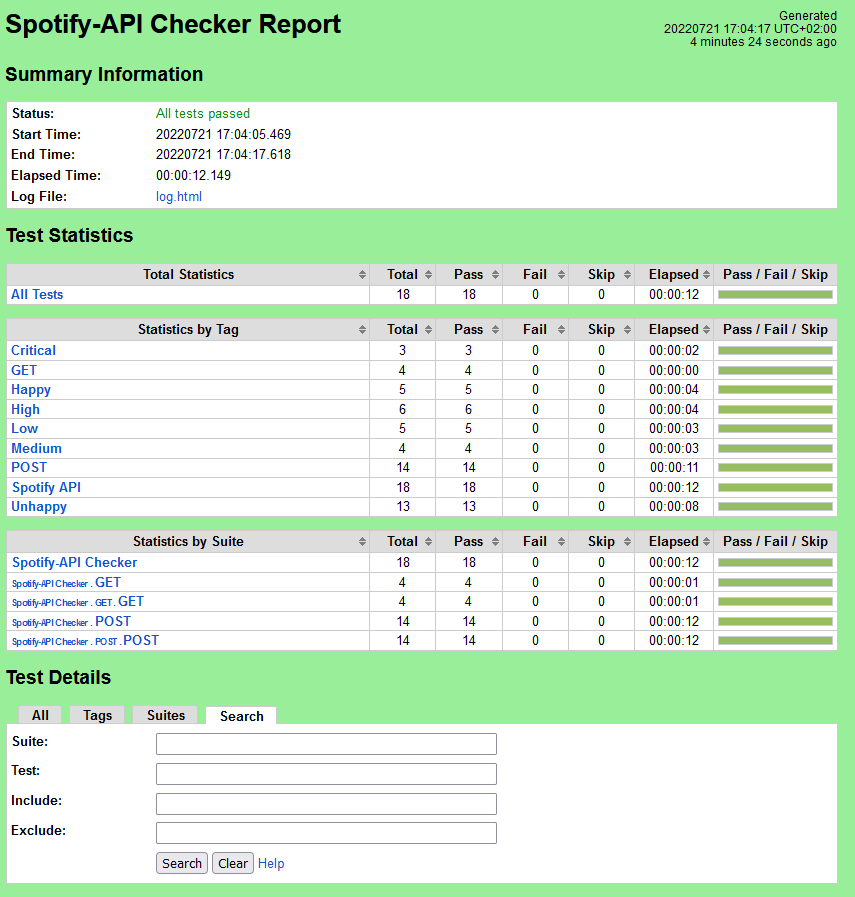 Spotify-API Checker Report
Generated
20220721 17:04:17 UTC+02:00
4 minutes 24 seconds ago
Summary Information
Status: All tests passed
Start Time: 20220721 17:04:05.469
End Time: 20220721 17:04:17.618
Elapsed Time: 00:00:12.149
Log File: log.html
Test Statistics
Total Statistics Total Pass Fail Skip Elapsed Pass / Fail / Skip
All Tests 18 18 0 0 00:00:12
Statistics by Tag Total Pass Fail Skip Elapsed Pass / Fail / Skip
Critical 3 3 0 0 00:00:02
GET 4 4 0 0 00:00:00
Happy 5 5 0 0 00:00:04
High 6 6 0 0 00:00:04
Low 5 5 0 0 00:00:03
Medium 4 4 0 0 00:00:03
POST 14 14 0 0 00:00:11
Spotify API 18 18 0 0 00:00:12
Unhappy 13 13 0 0 00:00:08
Statistics by Suite Total Pass Fail Skip Elapsed Pass / Fail / Skip
Spotify-API Checker 18 18 0 0 00:00:12
Spotify-API Checker . GET 4 4 0 0 00:00:01
Spotify-API Checker . GET . GET 4 4 0 0 00:00:01
Spotify-API Checker . POST 14 14 0 0 00:00:12
Spotify-API Checker . POST . POST 14 14 0 0 00:00:12
Test Details
All Tags Suites Search
Suite:
Test:
Include:
Exclude:
Search Clear Help